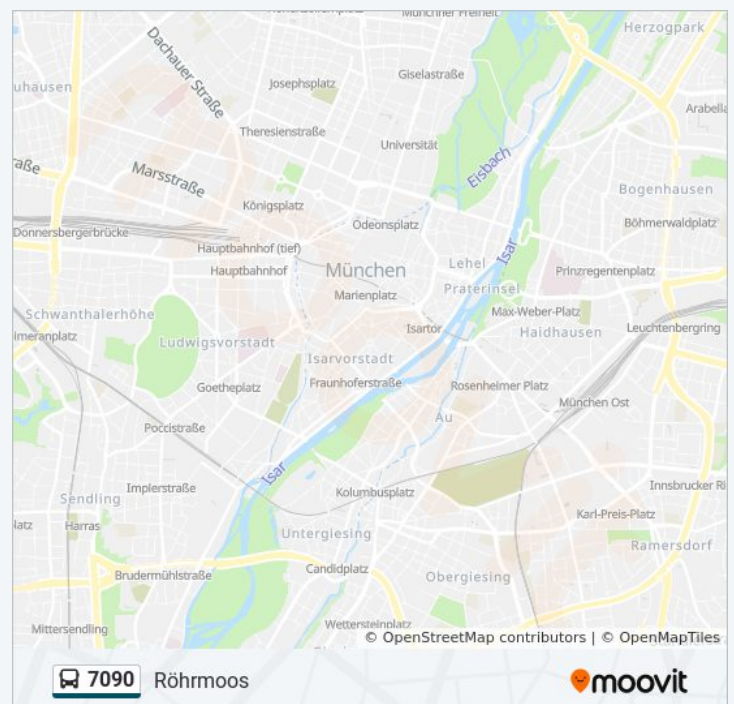 Münchner Freiheit
Herzogpark
Dachauer Straße
Giselastraße
Josephsplatz
uhausen
Arabella
Theresienstraße
Universität
Eisbach
aße
Marsstraße
Bogenhausen
Königsplatz
Odeonsplatz
Böhmerwaldplatz
Donnersbergerbrücke
Hauptbahnhof (tief)
Isar
Lehel
Hauptbahnhof
München
Prinzregentenplatz
Praterinsel
Marienplatz
Schwanthalerhöhe
Max-Weber-Platz
Isartor
Leuchtenbergring
Haidhausen
imeranplatz
Ludwigsvorstadt
Isarvorstadt
Fraunhoferstraße
Goetheplatz
Rosenheimer Platz
München Ost
Au
Poccistraße
Isar
Implerstraße
Kolumbusplatz
Innsbrucker Ri
Sendling
latz
Harras
Karl-Preis-Platz
Untergiesing
Ramersdorf
Candidplatz
Brudermühlstraße
Obergiesing
Wettersteinplatz
Mittersendling
© OpenStreetMap contributors | © OpenMapTiles
7090 Röhrmoos
moovit